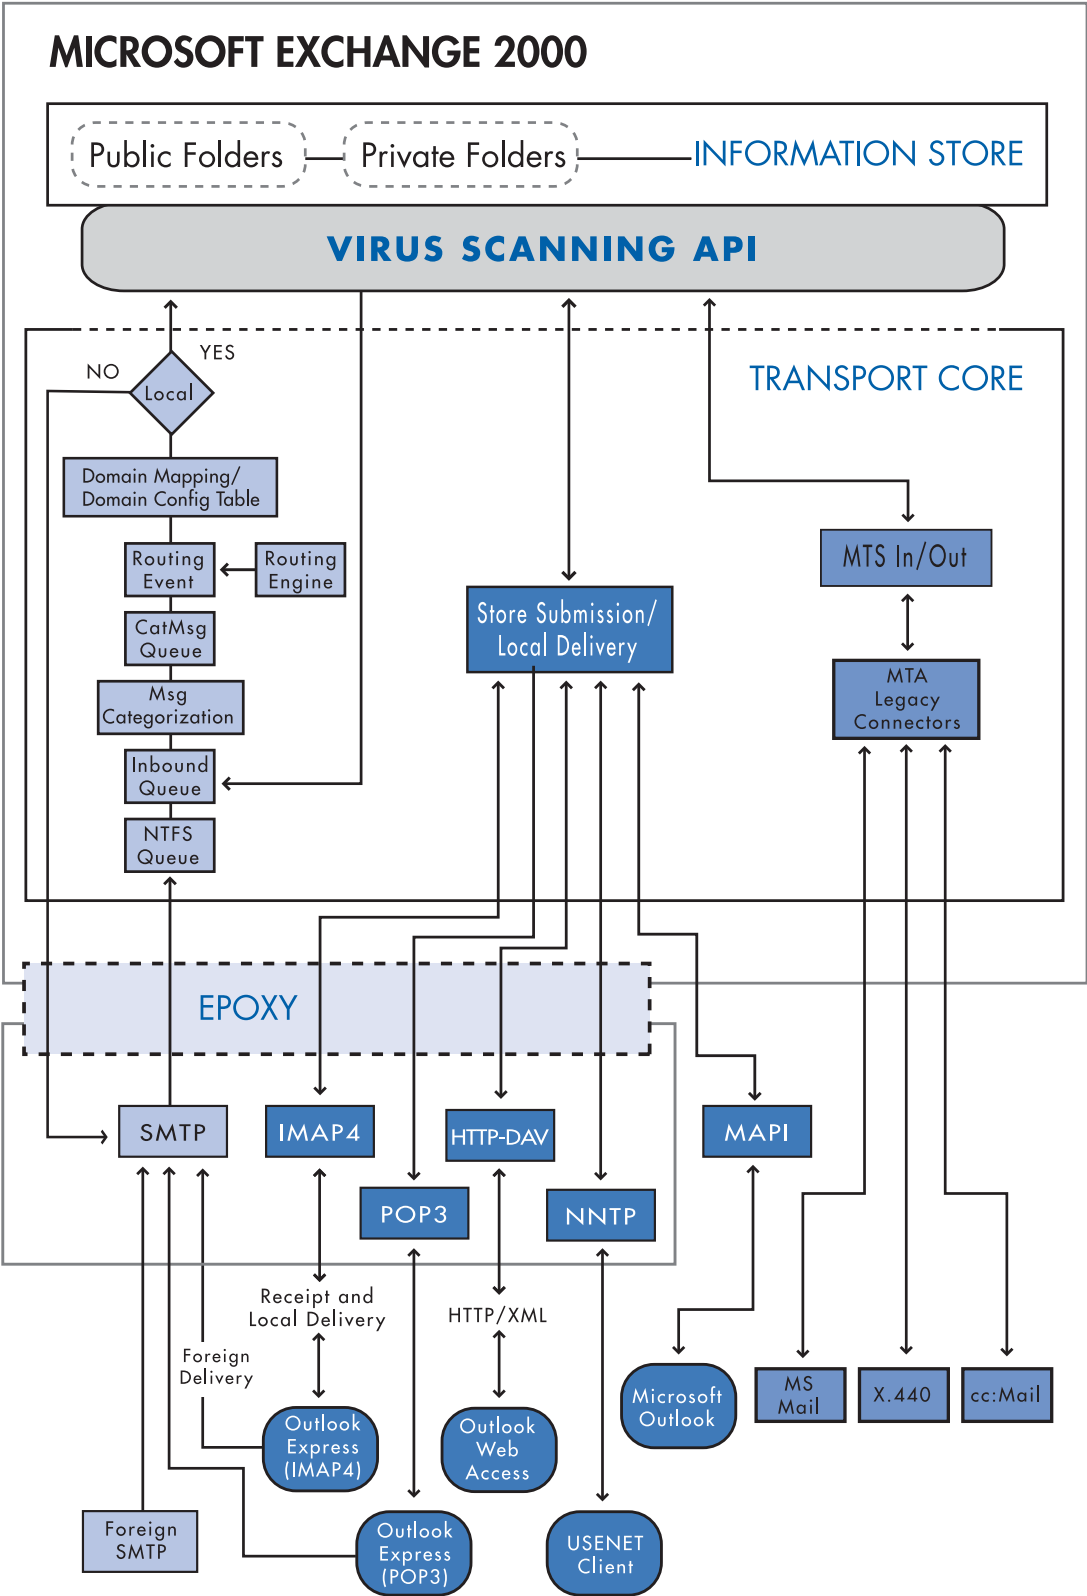 MICROSOFT EXCHANGE 2000
Public Folders
Private Folders
INFORMATION STORE
VIRUS SCANNING API
YES
NO
Local
TRANSPORT CORE
Domain Mapping/
Domain Config Table
Routing
Event
Routing
Engine
MTS In/Out
CatMsg
Queue
Store Submission/
Local Delivery
Msg
Categorization
MTA
Legacy
Connectors
Inbound
Queue
NTFS
Queue
EPOXY
SMTP
IMAP4
HTTP-DAV
MAPI
POP3
NNTP
Receipt and
Local Delivery
HTTP/XML
Foreign
Delivery
Microsoft
Outlook
MS
Mail
X.440
cc:Mail
Outlook
Express
(IMAP4)
Outlook
Web
Access
Foreign
SMTP
Outlook
Express
(POP3)
USENET
Client